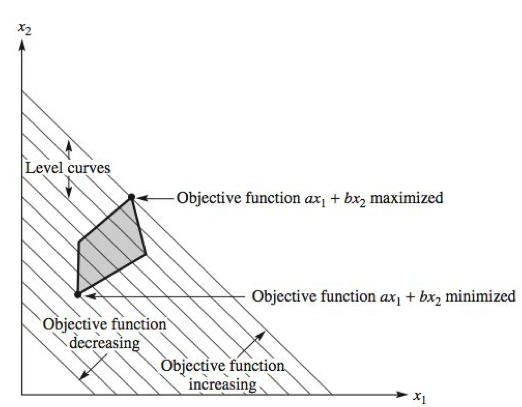 x₂
Level curves
Objective function ax₁ + bx₂ maximized
Objective function ax₁ + bx₂ minimized
Objective function
decreasing
Objective function
increasing
x₁